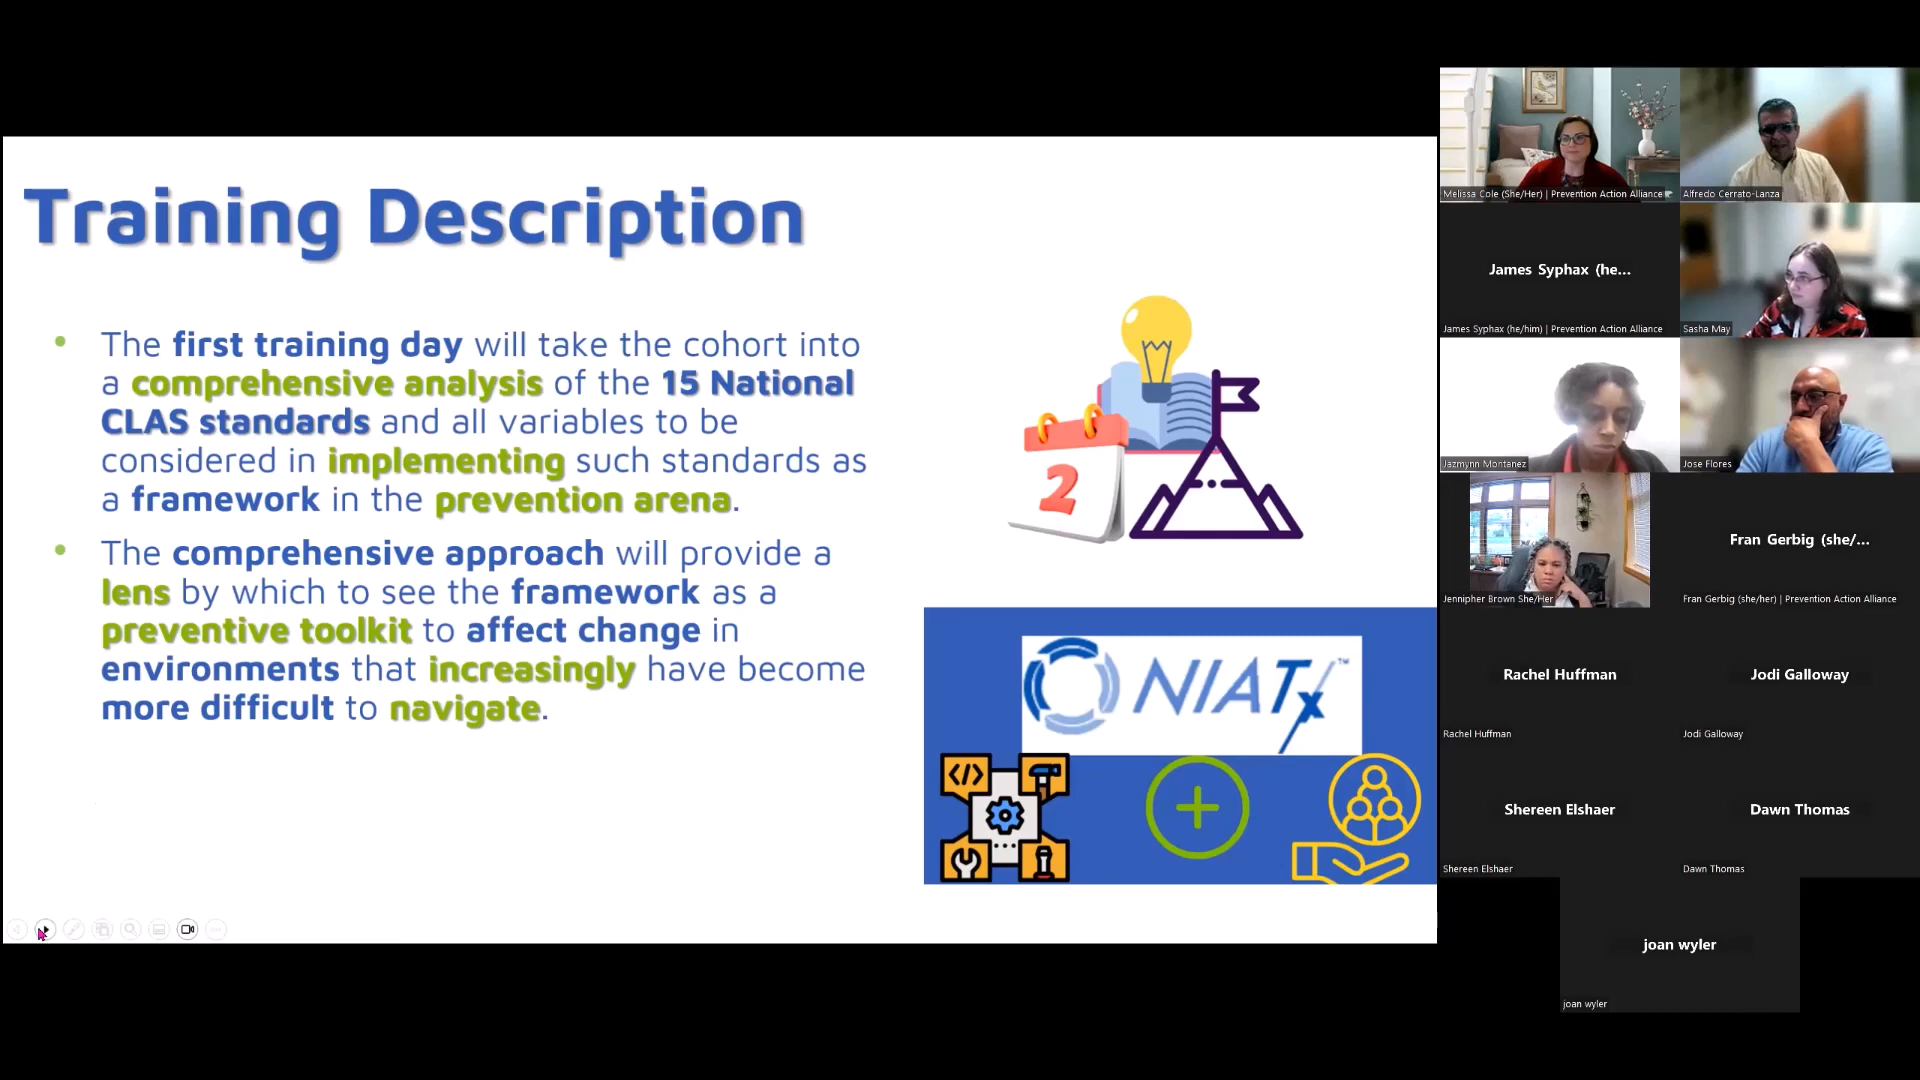 Training Description
• The first training day will take the cohort into
a comprehensive analysis of the 15 National
CLAS standards and all variables to be
considered in implementing such standards as
a framework in the prevention arena.
• The comprehensive approach will provide a
lens by which to see the framework as a
preventive toolkit to affect change in
environments that increasingly have become
more difficult to navigate.
2
NIATx™
</>
Melissa Cole (She/Her) | Prevention Action Alliance
Alfredo Cerrato-Lanza
James Syphax (he...
James Syphax (he/him) | Prevention Action Alliance
Sasha May
Jazmynn Montanez
Jose Flores
Jennipher Brown She/Her
Fran Gerbig (she/...
Fran Gerbig (she/her) | Prevention Action Alliance
Rachel Huffman
Rachel Huffman
Jodi Galloway
Jodi Galloway
Shereen Elshaer
Shereen Elshaer
Dawn Thomas
Dawn Thomas
joan wyler
joan wyler